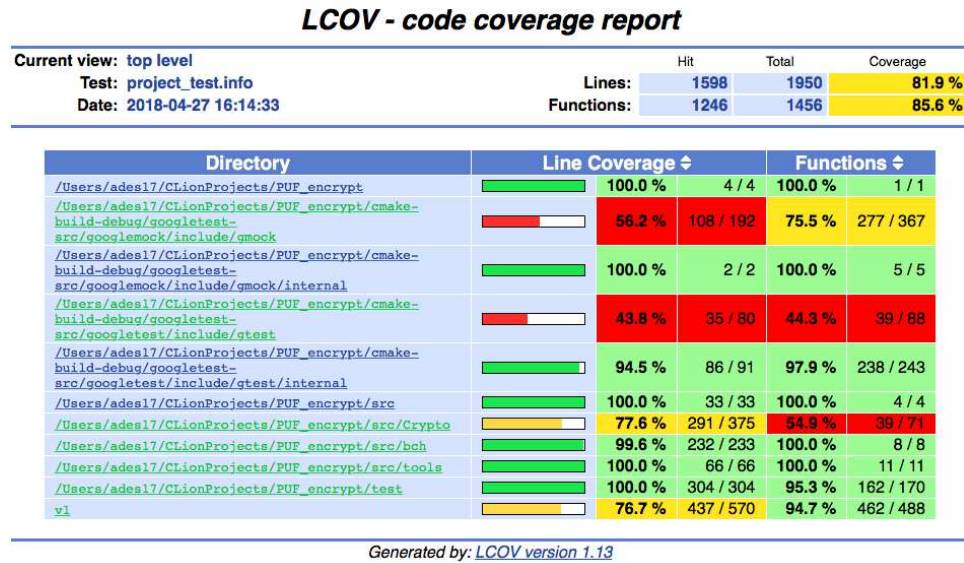 LCOV - code coverage report
Current view: top level
Hit Total Coverage
Test: project_test.info Lines: 1598 1950 81.9 %
Date: 2018-04-27 16:14:33 Functions: 1246 1456 85.6 %
Directory Line Coverage Functions
/Users/ades17/CLionProjects/PUF_encrypt 100.0 % 4 / 4 100.0 % 1 / 1
/Users/ades17/CLionProjects/PUF_encrypt/cmake-
build-debug/googletest-
src/googlemock/include/gmock
56.2 % 108 / 192 75.5 % 277 / 367
/Users/ades17/CLionProjects/PUF_encrypt/cmake-
build-debug/googletest-
src/googlemock/include/gmock/internal
100.0 % 2 / 2 100.0 % 5 / 5
/Users/ades17/CLionProjects/PUF_encrypt/cmake-
build-debug/googletest-
src/googletest/include/gtest
43.8 % 35 / 80 44.3 % 39 / 88
/Users/ades17/CLionProjects/PUF_encrypt/cmake-
build-debug/googletest-
src/googletest/include/gtest/internal
94.5 % 86 / 91 97.9 % 238 / 243
/Users/ades17/CLionProjects/PUF_encrypt/src 100.0 % 33 / 33 100.0 % 4 / 4
/Users/ades17/CLionProjects/PUF_encrypt/src/Crypto 77.6 % 291 / 375 54.9 % 39 / 71
/Users/ades17/CLionProjects/PUF_encrypt/src/bch 99.6 % 232 / 233 100.0 % 8 / 8
/Users/ades17/CLionProjects/PUF_encrypt/src/tools 100.0 % 66 / 66 100.0 % 11 / 11
/Users/ades17/CLionProjects/PUF_encrypt/test 100.0 % 304 / 304 95.3 % 162 / 170
v1 76.7 % 437 / 570 94.7 % 462 / 488
Generated by: LCOV version 1.13